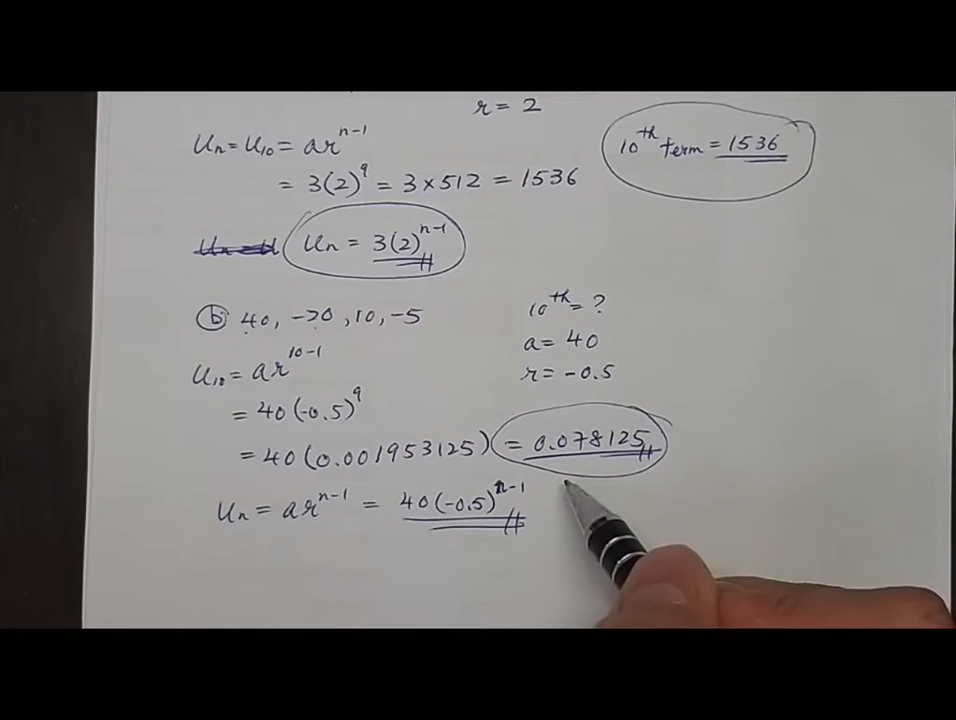 r = 2
Un = U10 = ar^n-1
10th term = 1536
= 3(2)^9 = 3 × 512 = 1536
Un = 3(2)^n-1
ⓑ 40, -20, 10, -5
10th = ?
U10 = ar^10-1
a = 40
= 40(-0.5)^9
r = -0.5
= 40(0.001953125) = 0.078125
Un = ar^n-1 = 40(-0.5)^n-1